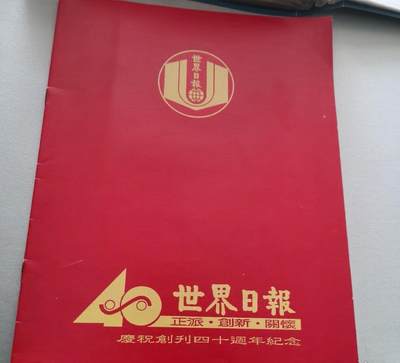 世界日報
40 世界日報
正派・創新・關懷
慶祝創刊四十週年紀念